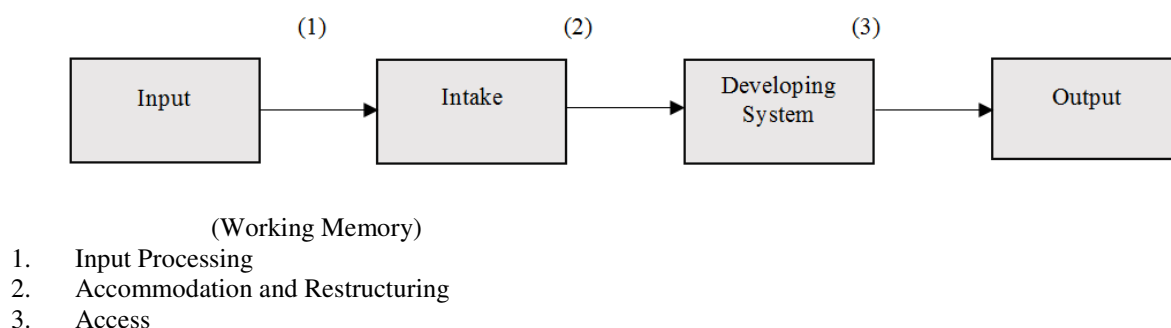 (1) (2) (3)
Input Intake Developing System Output
(Working Memory)
1. Input Processing
2. Accommodation and Restructuring
3. Access